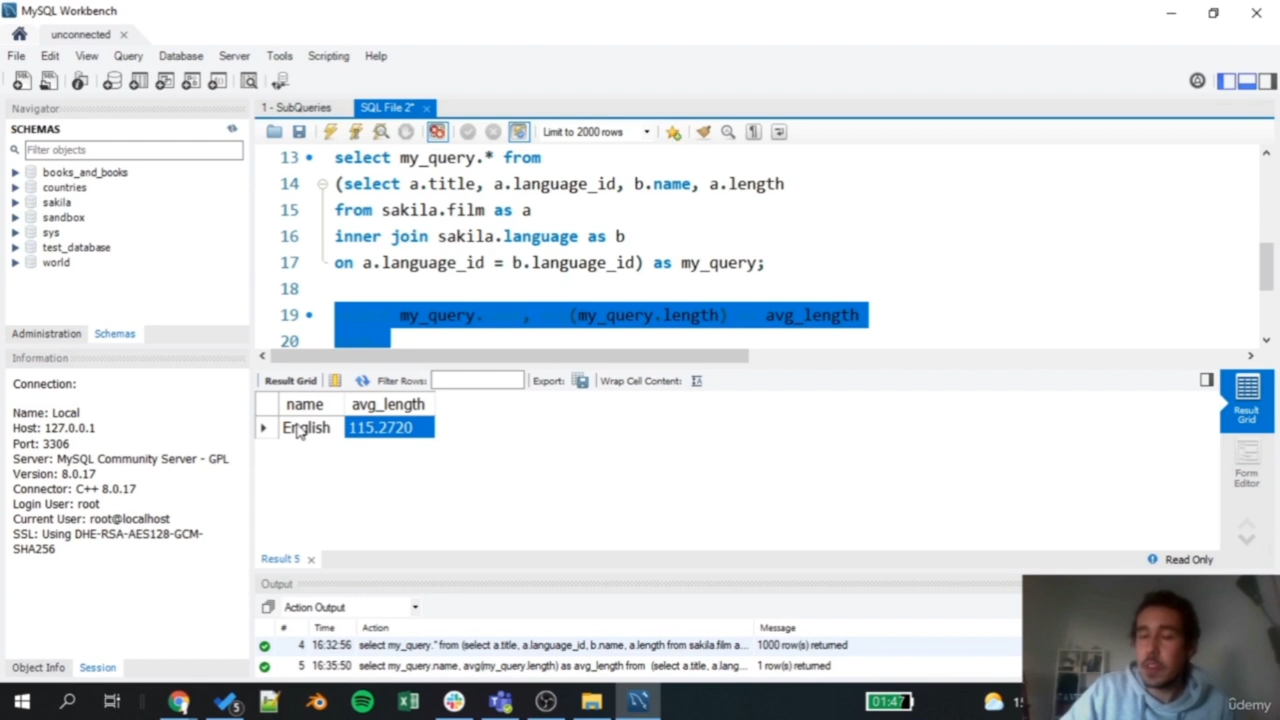 MySQL Workbench
unconnected
File Edit View Query Database Server Tools Scripting Help
Navigator
SCHEMAS
Filter objects
books_and_books
countries
sakila
sandbox
sys
test_database
world
Administration Schemas
Information
Connection:
Name: Local
Host: 127.0.0.1
Port: 3306
Server: MySQL Community Server - GPL
Version: 8.0.17
Connector: C++ 8.0.17
Login User: root
Current User: root@localhost
SSL: Using DHE-RSA-AES128-GCM-
SHA256
Object Info Session
1 - SubQueries SQL File 2*
Limit to 2000 rows
13 select my_query.* from
14 (select a.title, a.language_id, b.name, a.length
15 from sakila.film as a
16 inner join sakila.language as b
17 on a.language_id = b.language_id) as my_query;
18
19 my_query. , (my_query.length) avg_length
20
Result Grid Filter Rows: Export: Wrap Cell Content:
name avg_length
English 115.2720
Result Grid
Form Editor
Result 5 Read Only
Output
Action Output
# Time Action Message
4 16:32:56 select my_query.* from (select a.title, a.language_id, b.name, a.length from sakila.film a... 1000 row(s) returned
5 16:35:50 select my_query.name, avg(my_query.length) as avg_length from (select a.title, a.lang... 1 row(s) returned
5
01:47
15
ûdemy